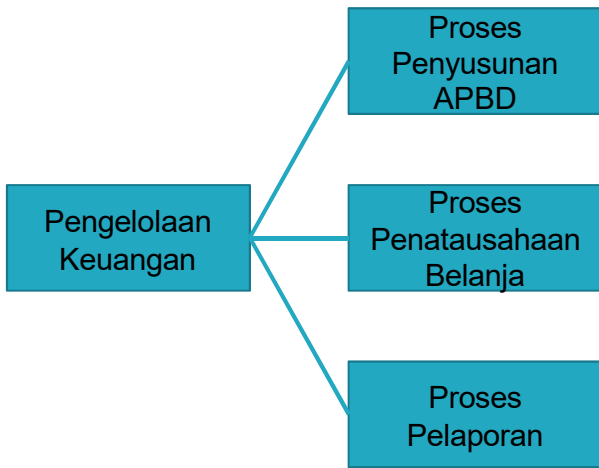 Proses
Penyusunan
APBD
Pengelolaan
Keuangan
Proses
Penatausahaan
Belanja
Proses
Pelaporan